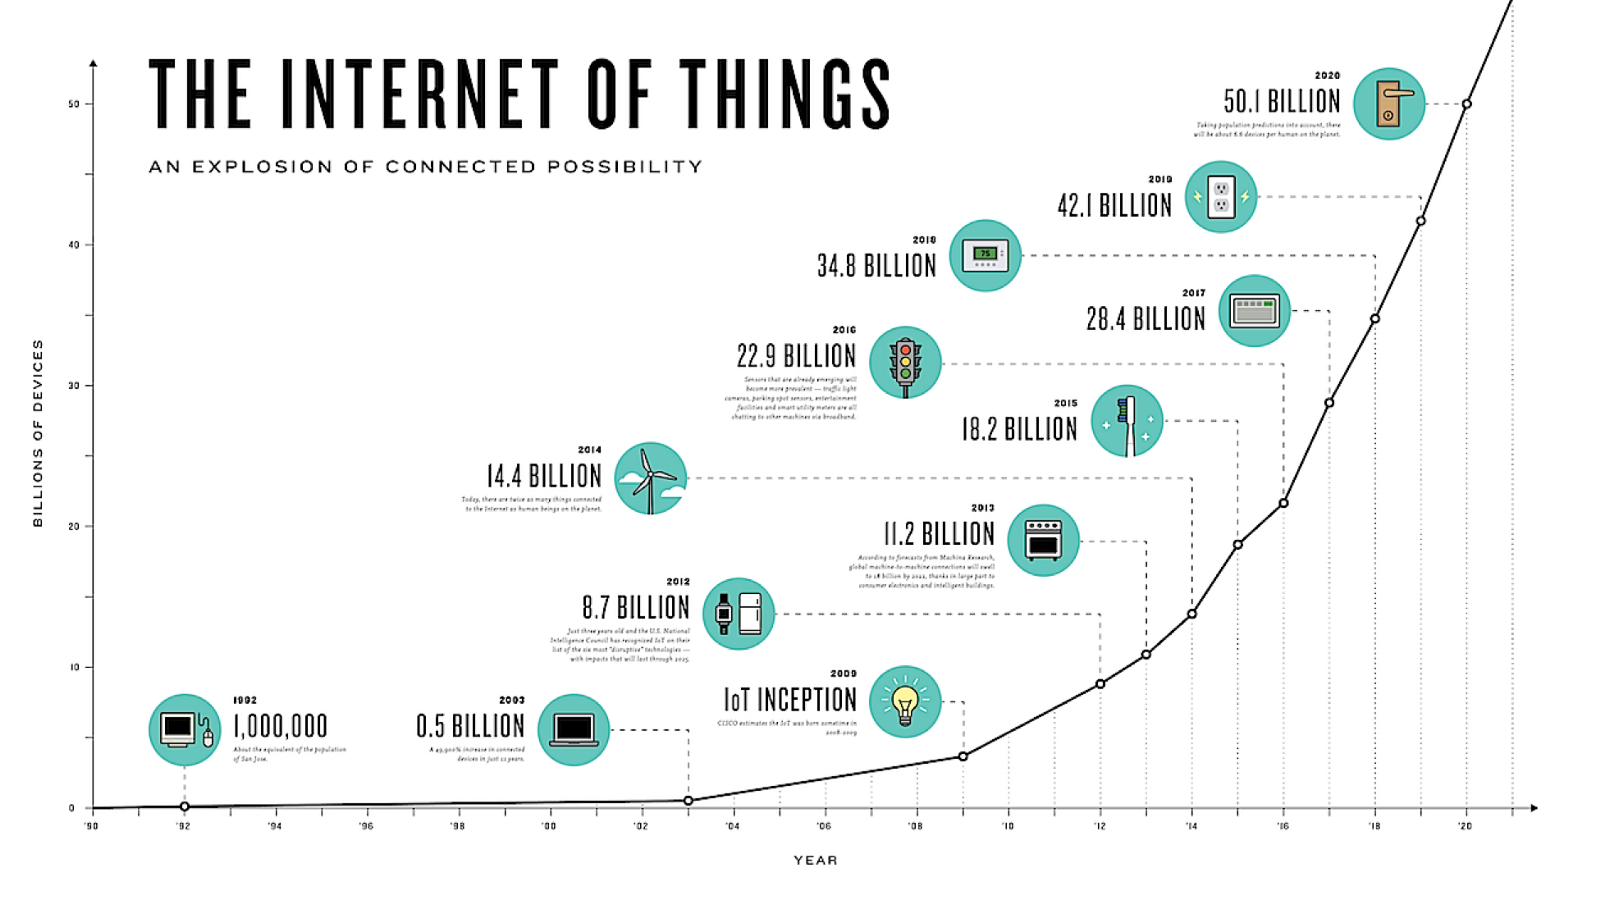 THE INTERNET OF THINGS
AN EXPLOSION OF CONNECTED POSSIBILITY
BILLIONS OF DEVICES
50
40
30
20
10
0
2020
50.1 BILLION
Taking population predictions into account, there
will be about 6.6 devices per human on the planet.
2019
42.1 BILLION
2018
34.8 BILLION
75
2017
28.4 BILLION
2016
22.9 BILLION
Sensors that are already emerging will
become more prevalent — traffic light
cameras, parking spot sensors, entertainment
facilities and smart utility meters are all
chatting to other machines via broadband.
2015
18.2 BILLION
2014
14.4 BILLION
Today, there are twice as many things connected
to the Internet as human beings on the planet.
2013
11.2 BILLION
According to forecasts from Machina Research,
global machine-to-machine connections will swell
to 18 billion by 2022, thanks in large part to
consumer electronics and intelligent buildings.
2012
8.7 BILLION
Just three years old and the U.S. National
Intelligence Council has recognized IoT on their
list of the six most "disruptive" technologies —
with impacts that will last through 2025.
2009
IoT INCEPTION
CISCO estimates the IoT was born sometime in
2008-2009
2003
0.5 BILLION
A 49,900% increase in connected
devices in just 11 years.
1992
1,000,000
About the equivalent of the population
of San Jose.
'90 '92 '94 '96 '98 '00 '02 '04 '06 '08 '10 '12 '14 '16 '18 '20
YEAR